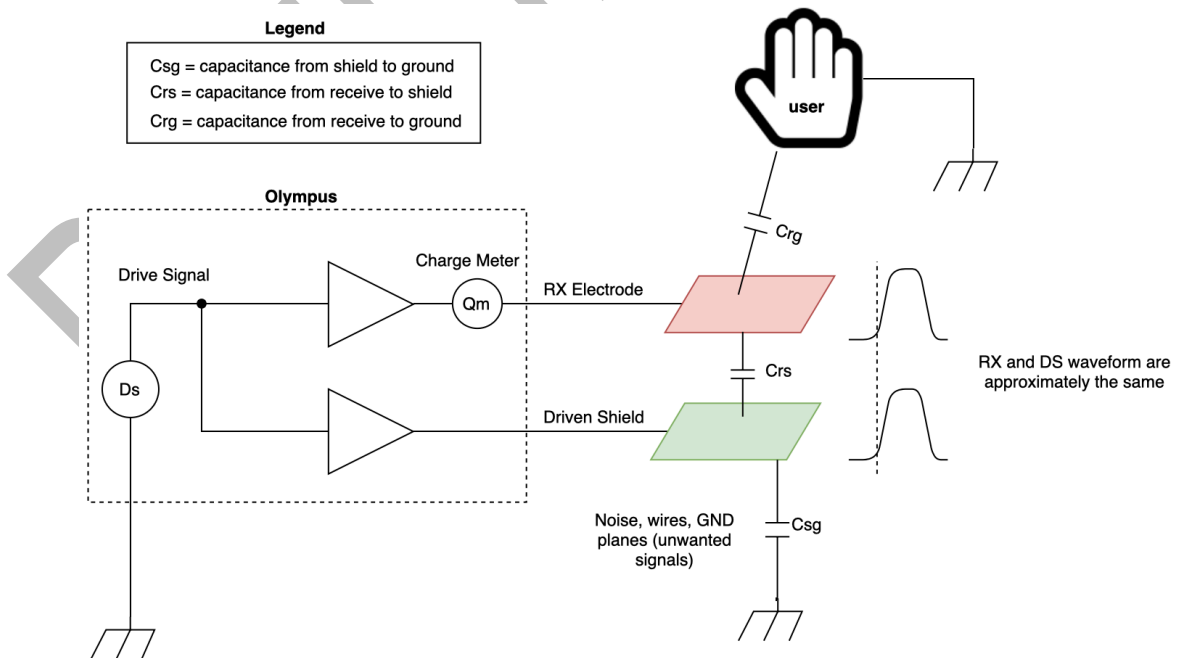 Legend
Csg = capacitance from shield to ground
Crs = capacitance from receive to shield
Crg = capacitance from receive to ground
user
Olympus
Crg
Drive Signal
Charge Meter
Qm
RX Electrode
Crs
RX and DS waveform are
approximately the same
Ds
Driven Shield
Noise, wires, GND
planes (unwanted
signals)
Csg